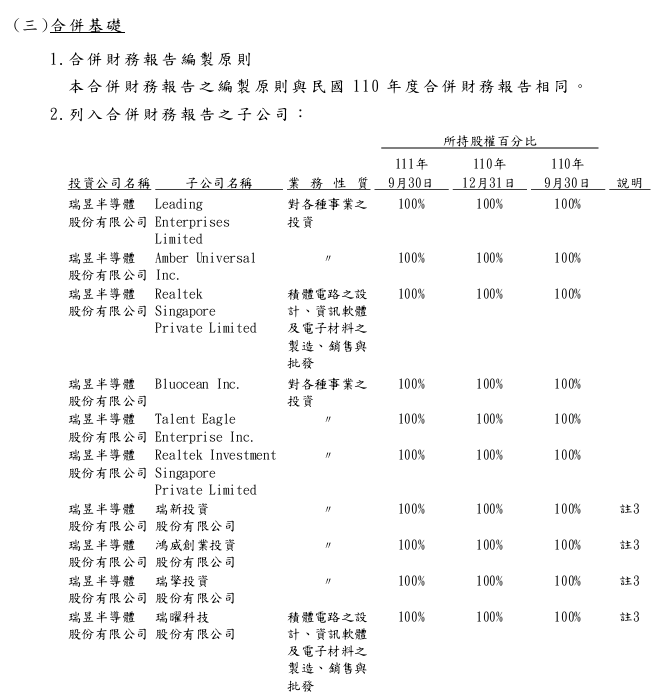 (三)合併基礎
1.合併財務報告編製原則
本合併財務報告之編製原則與民國 110 年度合併財務報告相同。
2.列入合併財務報告之子公司：
所持股權百分比
111年 110年 110年
投資公司名稱 子公司名稱 業務性質 9月30日 12月31日 9月30日 說明
瑞昱半導體 Leading 對各種事業之 100% 100% 100%
股份有限公司 Enterprises 投資
Limited
瑞昱半導體 Amber Universal 〃 100% 100% 100%
股份有限公司 Inc.
瑞昱半導體 Realtek 積體電路之設 100% 100% 100%
股份有限公司 Singapore 計、資訊軟體
Private Limited 及電子材料之
製造、銷售與
批發
瑞昱半導體 Bluocean Inc. 對各種事業之 100% 100% 100%
股份有限公司 投資
瑞昱半導體 Talent Eagle 〃 100% 100% 100%
股份有限公司 Enterprise Inc.
瑞昱半導體 Realtek Investment 〃 100% 100% 100%
股份有限公司 Singapore
Private Limited
瑞昱半導體 瑞新投資 〃 100% 100% 100% 註3
股份有限公司 股份有限公司
瑞昱半導體 鴻威創業投資 〃 100% 100% 100% 註3
股份有限公司 股份有限公司
瑞昱半導體 瑞擎投資 〃 100% 100% 100% 註3
股份有限公司 股份有限公司
瑞昱半導體 瑞曜科技 積體電路之設 100% 100% 100% 註3
股份有限公司 股份有限公司 計、資訊軟體
及電子材料之
製造、銷售與
批發